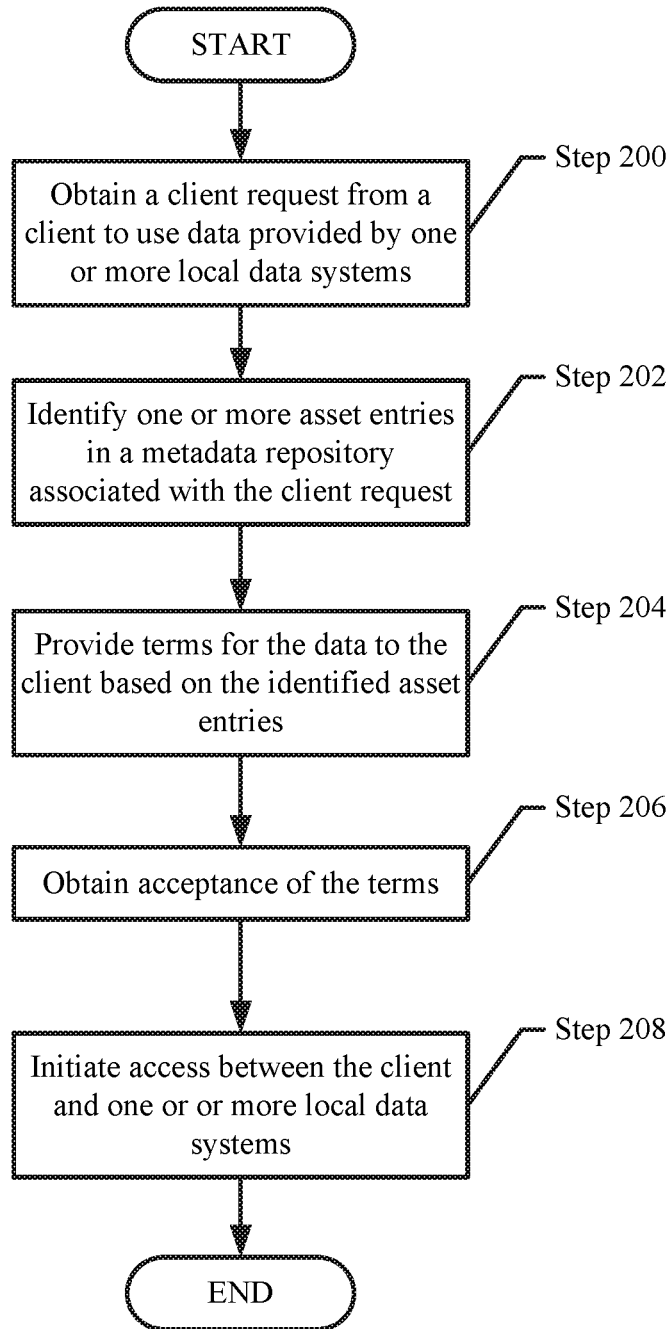 START
Step 200
Obtain a client request from a
client to use data provided by one
or more local data systems
Step 202
Identify one or more asset entries
in a metadata repository
associated with the client request
Step 204
Provide terms for the data to the
client based on the identified asset
entries
Step 206
Obtain acceptance of the terms
Step 208
Initiate access between the client
and one or or more local data
systems
END